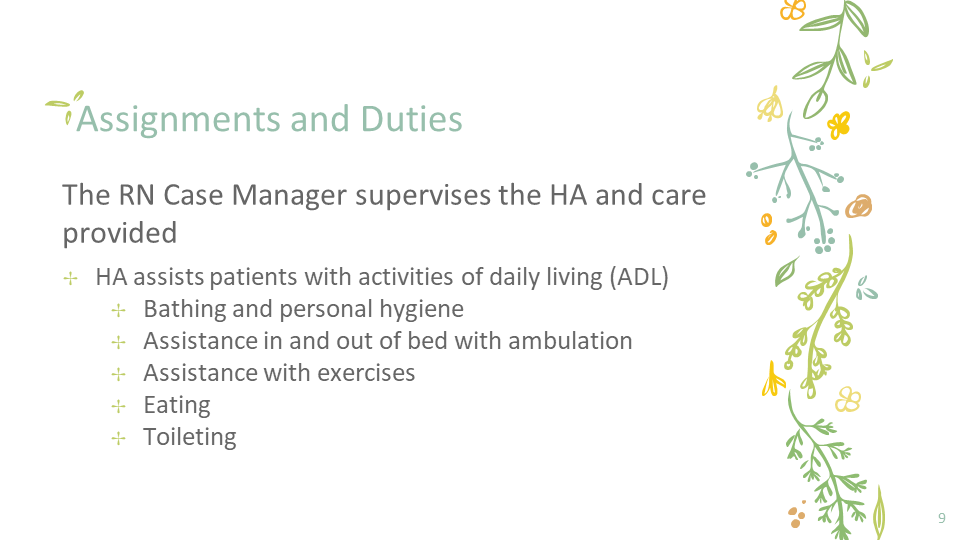 Assignments and Duties
The RN Case Manager supervises the HA and care
provided
HA assists patients with activities of daily living (ADL)
Bathing and personal hygiene
Assistance in and out of bed with ambulation
Assistance with exercises
Eating
Toileting
9